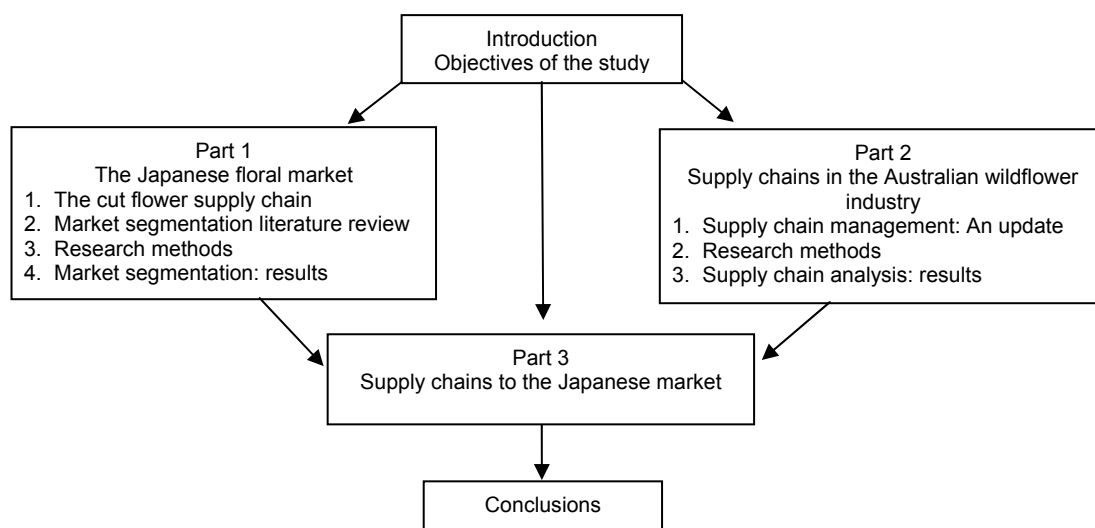 Introduction
Objectives of the study
Part 1
The Japanese floral market
1. The cut flower supply chain
2. Market segmentation literature review
3. Research methods
4. Market segmentation: results
Part 2
Supply chains in the Australian wildflower
industry
1. Supply chain management: An update
2. Research methods
3. Supply chain analysis: results
Part 3
Supply chains to the Japanese market
Conclusions